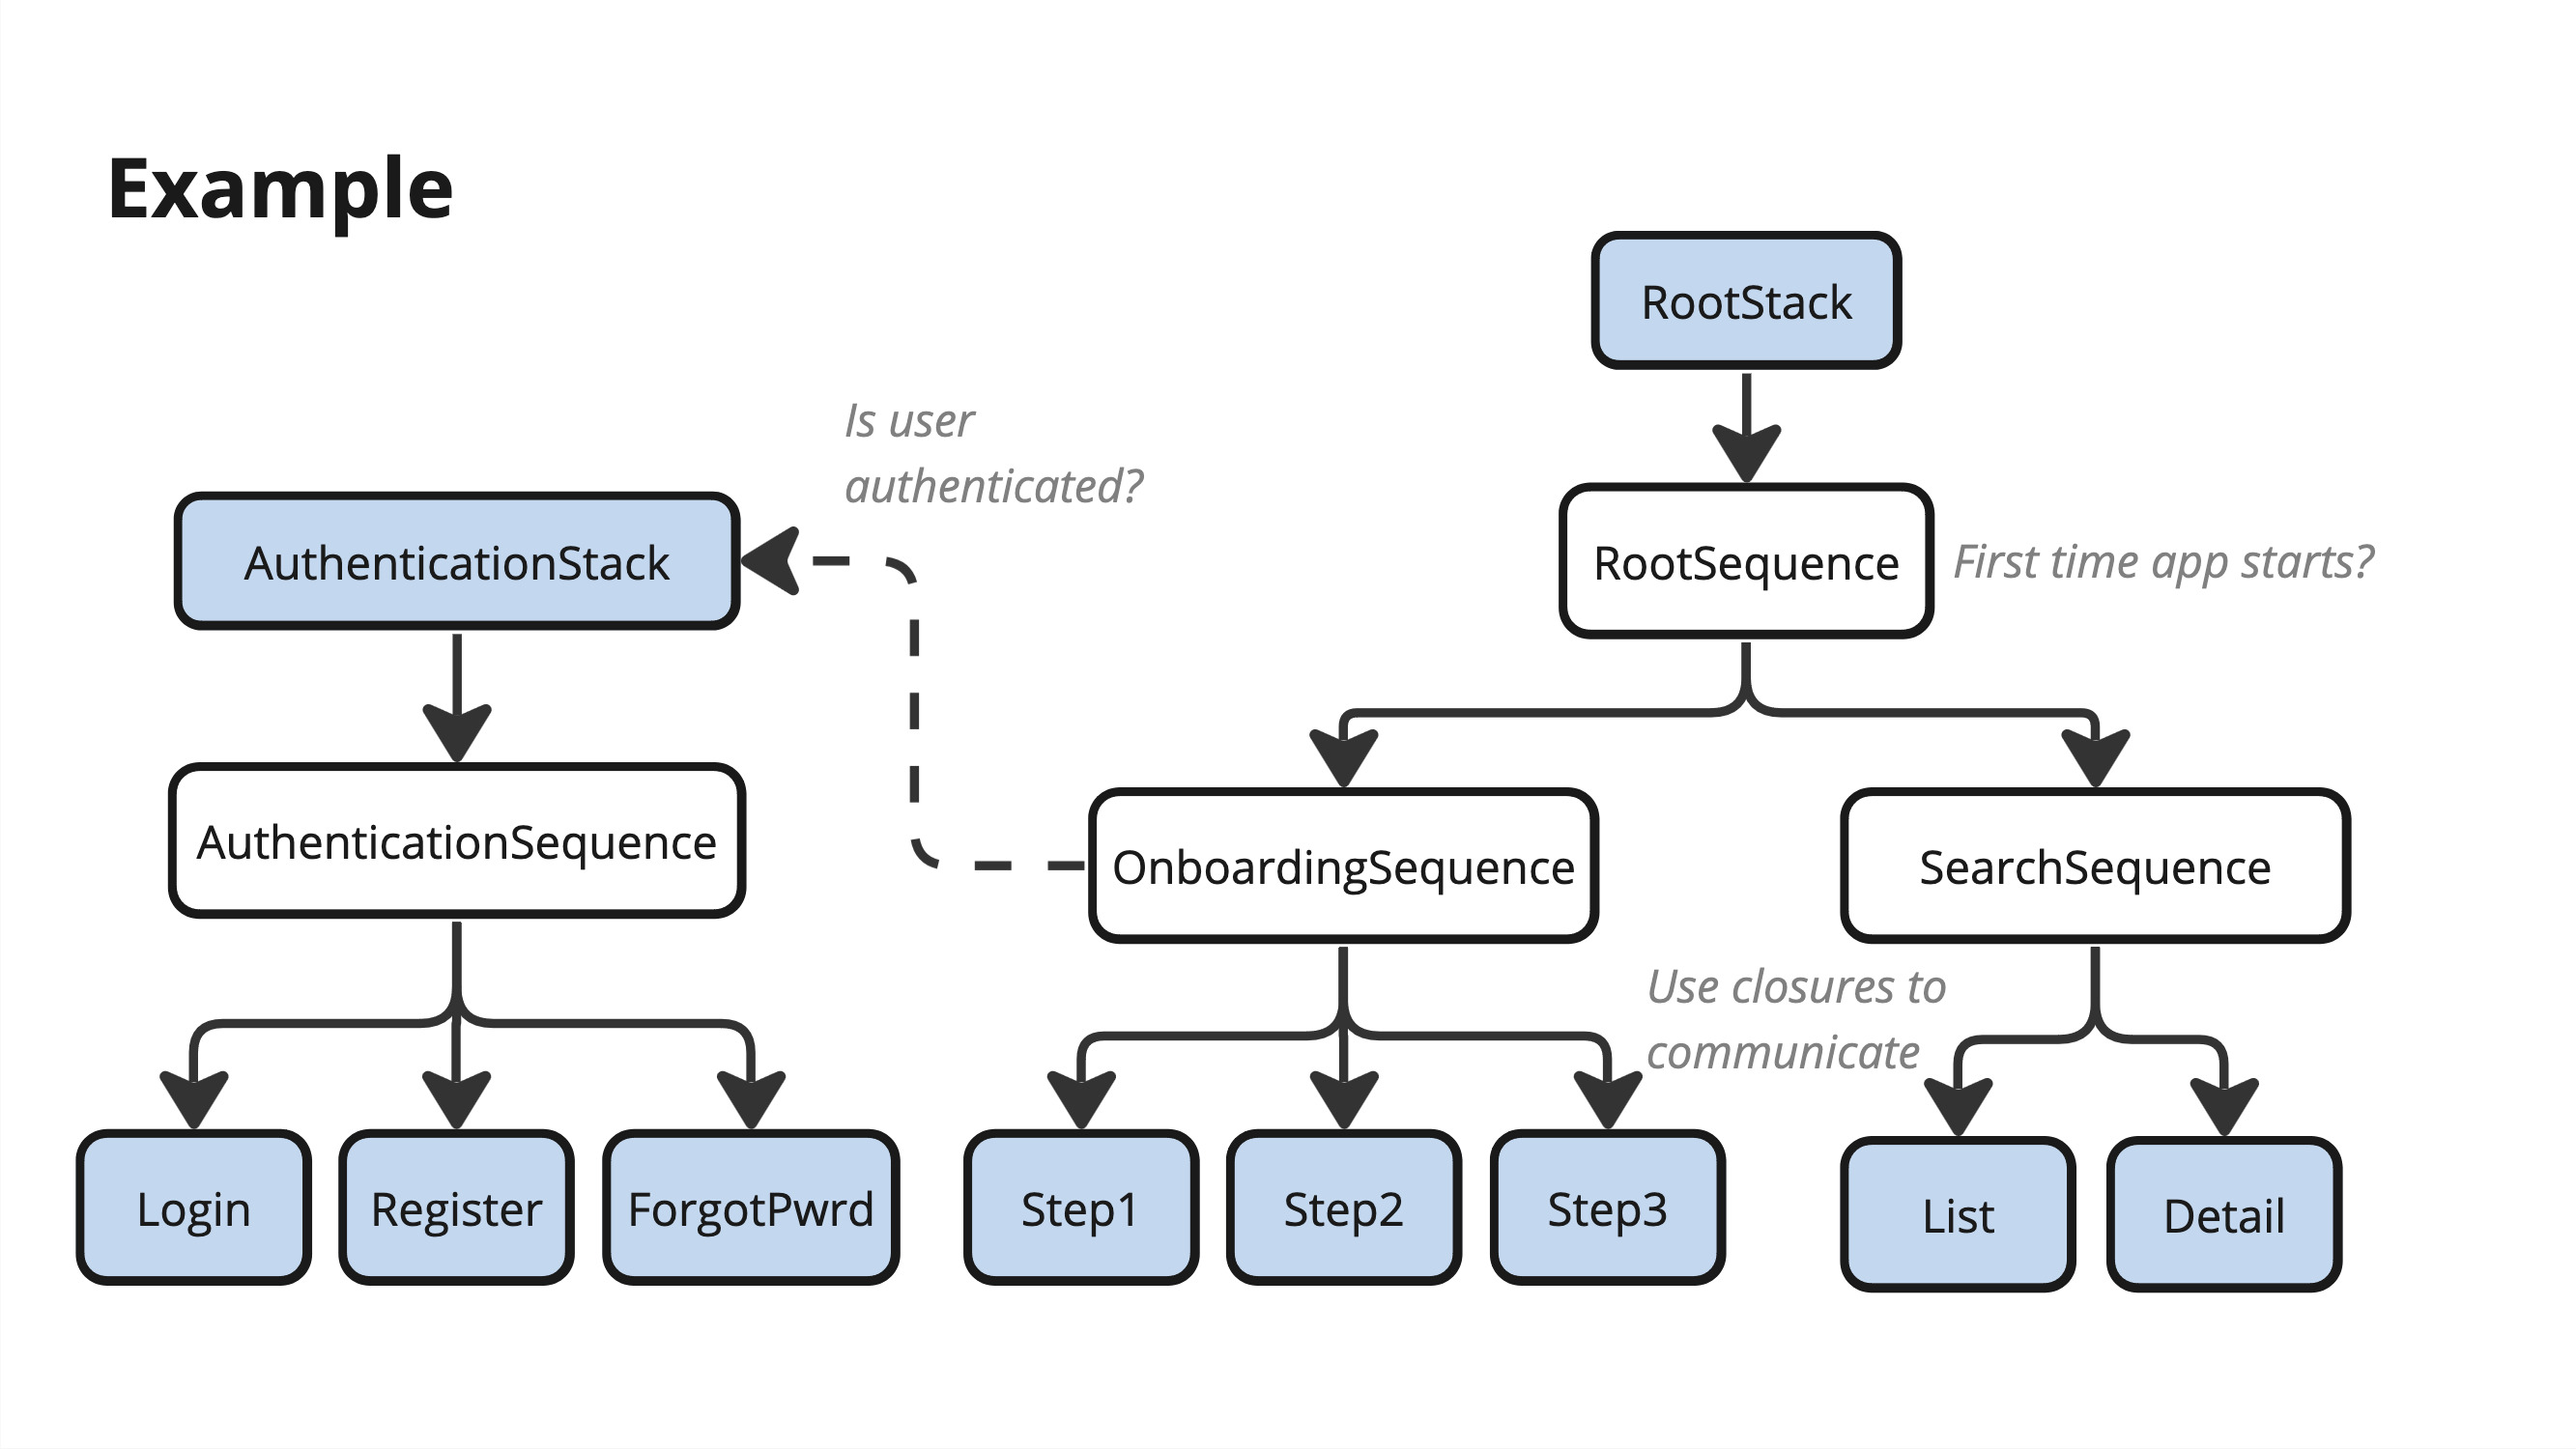 Example
RootStack
Is user
authenticated?
AuthenticationStack
RootSequence
First time app starts?
AuthenticationSequence
OnboardingSequence
SearchSequence
Use closures to
communicate
Login
Register
ForgotPwrd
Step1
Step2
Step3
List
Detail